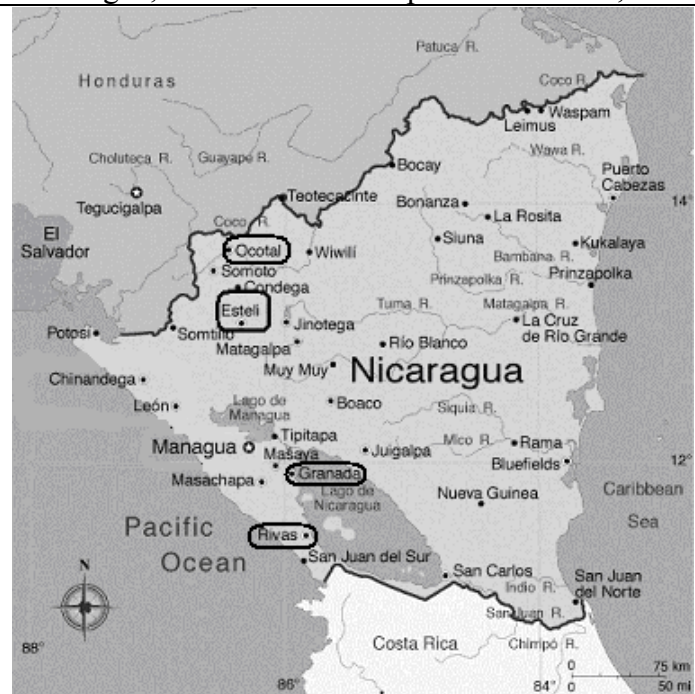 Patuca R.
Honduras
Coco R.
Waspam
Leimus
Wawa R.
Choluteca R.
Guayape R.
Bocay
Puerto
Cabezas
Tegucigalpa
Teotecacinte
Bonanza
14°
La Rosita
Coco R.
El
Salvador
Ocotal
Wiwilí
Siuna
Kukalaya
Bambana R.
Somoto
Condega
Prinzapolka R.
Prinzapolka
Estelí
Tuma R.
Matagalpa R.
Potosí
Somtillo
Jinotega
La Cruz
de Río Grande
Matagalpa
Río Blanco
Muy Muy
Nicaragua
Chinandega
León
Lago de
Managua
Boaco
Siquia R.
Tipitapa
Mico R.
Rama
Managua
Masaya
Juigalpa
Bluefields
12°
Masachapa
Granada
Lago de
Nicaragua
Nueva Guinea
Caribbean
Sea
Pacific
Ocean
Rivas
San Juan del Sur
San Carlos
Indio R.
San Juan
del Norte
N
San Juan R.
88°
Costa Rica
Chirripó R.
86°
84°
0
75 km
0
50 mi